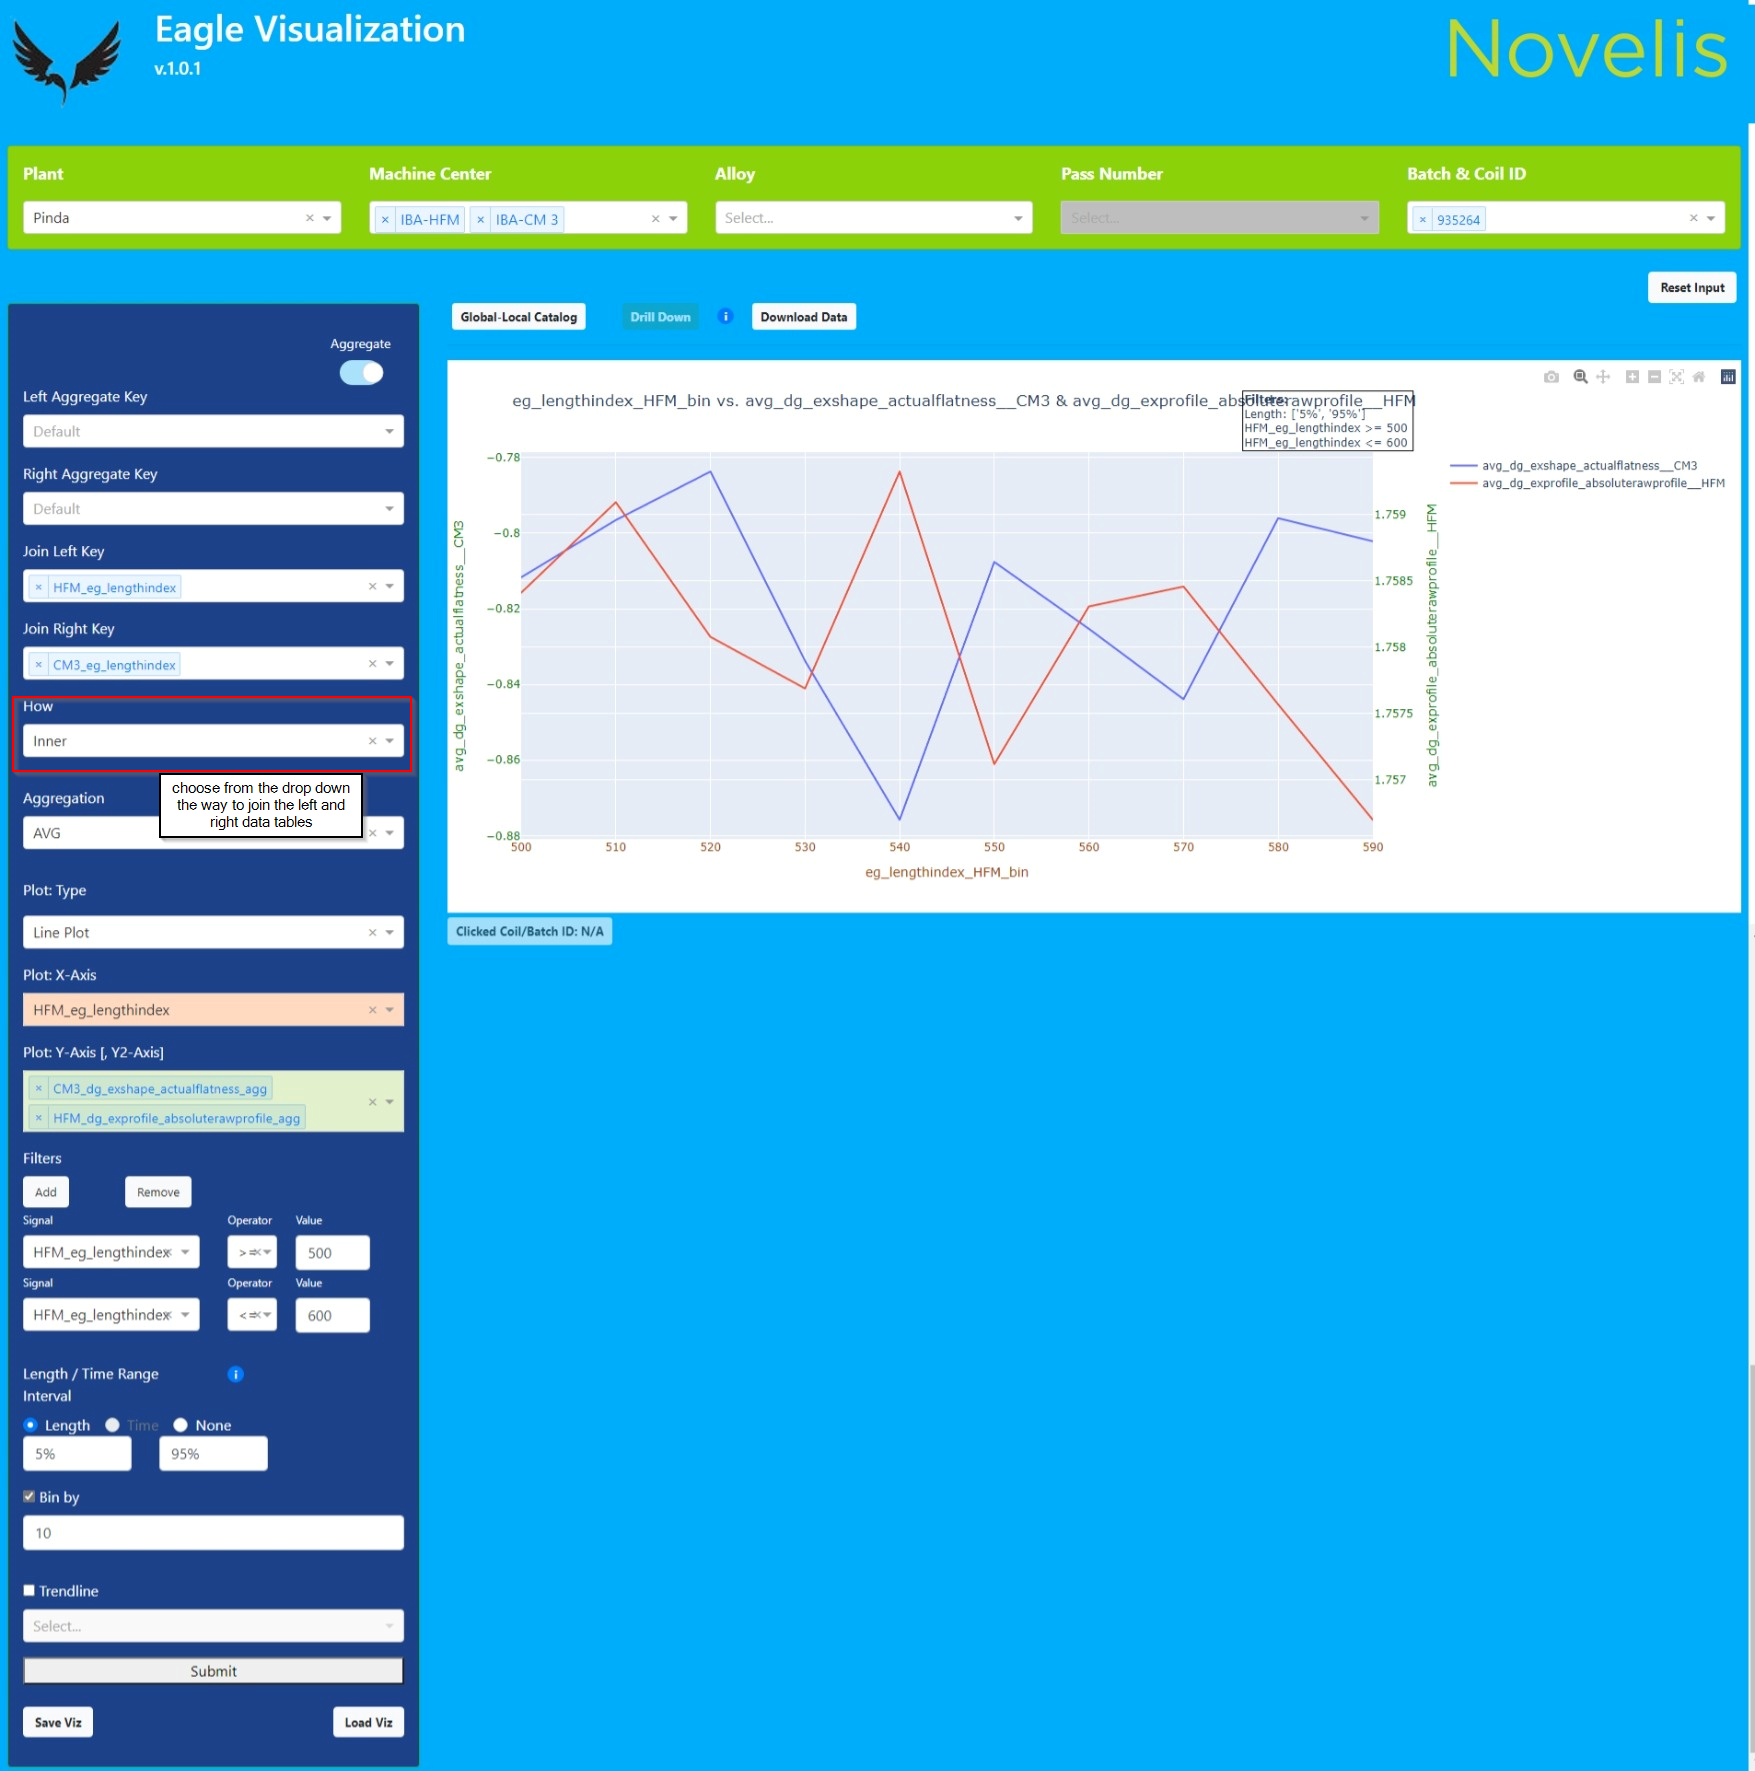 Eagle Visualization
v.1.0.1
Novelis
Plant
Machine Center
Alloy
Pass Number
Batch & Coil ID
Pinda × 
× IBA-HFM × IBA-CM 3 ×
Select...
Select...
× 935264 ×
Reset Input
Global-Local Catalog
Drill Down
i
Download Data
Aggregate
Left Aggregate Key
Default
Right Aggregate Key
Default
Join Left Key
× HFM_eg_lengthindex ×
Join Right Key
× CM3_eg_lengthindex ×
How
Inner ×
choose from the drop down
the way to join the left and
right data tables
Aggregation
AVG ×
Plot: Type
Line Plot ×
Plot: X-Axis
HFM_eg_lengthindex ×
Plot: Y-Axis [, Y2-Axis]
× CM3_dg_exshape_actualflatness_agg ×
× HFM_dg_exprofile_absoluterawprofile_agg
Filters
Add
Remove
Signal Operator Value
HFM_eg_lengthindex × >= × 500
Signal Operator Value
HFM_eg_lengthindex × <= × 600
Length / Time Range
Interval
i
Length Time None
5% 95%
Bin by
10
Trendline
Select...
Submit
Save Viz
Load Viz
eg_lengthindex_HFM_bin vs. avg_dg_exshape_actualflatness__CM3 & avg_dg_exprofile_absoluterawprofile__HFM
Filters:
Length: ['5%', '95%']
HFM_eg_lengthindex >= 500
HFM_eg_lengthindex <= 600
avg_dg_exshape_actualflatness__CM3
avg_dg_exprofile_absoluterawprofile__HFM
avg_dg_exshape_actualflatness__CM3
−0.78
−0.8
−0.82
−0.84
−0.86
−0.88
1.759
1.7585
1.758
1.7575
1.757
avg_dg_exprofile_absoluterawprofile__HFM
500 510 520 530 540 550 560 570 580 590
eg_lengthindex_HFM_bin
Clicked Coil/Batch ID: N/A